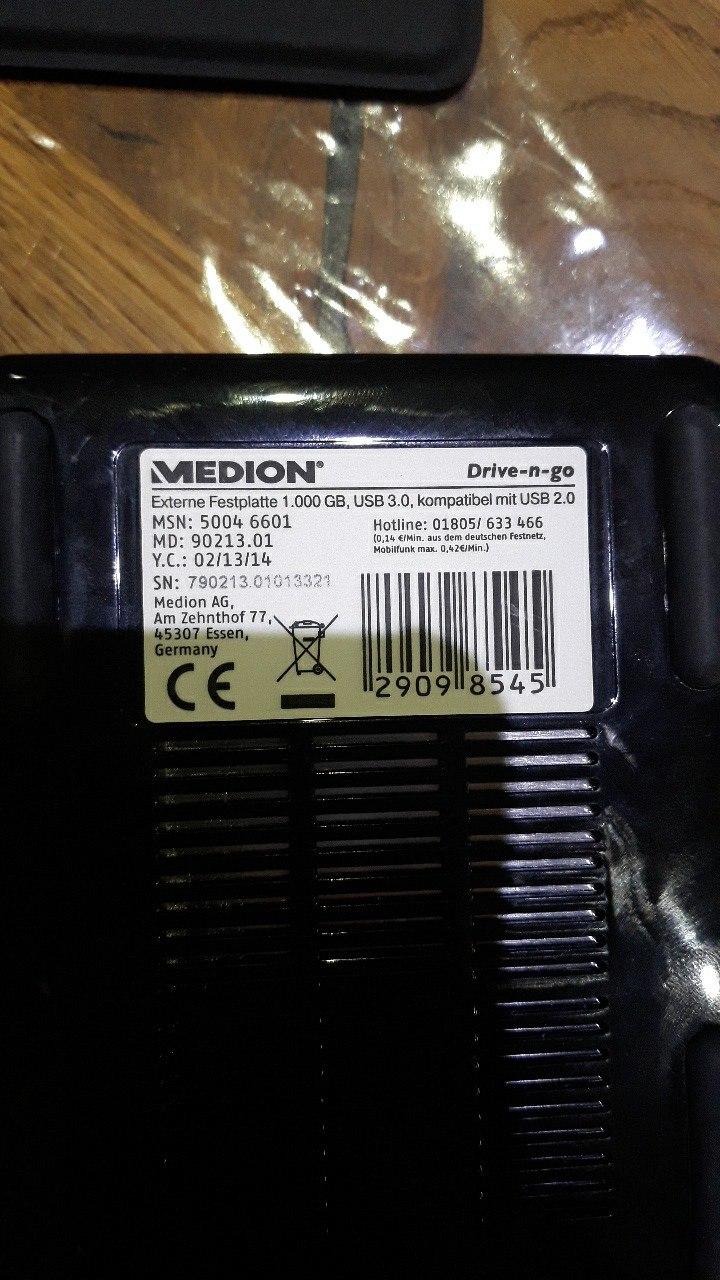 MEDION® Drive-n-go
Externe Festplatte 1.000 GB, USB 3.0, kompatibel mit USB 2.0
MSN: 5004 6601
MD: 90213.01
Y.C.: 02/13/14
SN: 790213.01013321
Medion AG,
Am Zehnthof 77,
45307 Essen,
Germany
CE
Hotline: 01805/ 633 466
(0,14 €/Min. aus dem deutschen Festnetz,
Mobilfunk max. 0,42€/Min.)
2909 8545